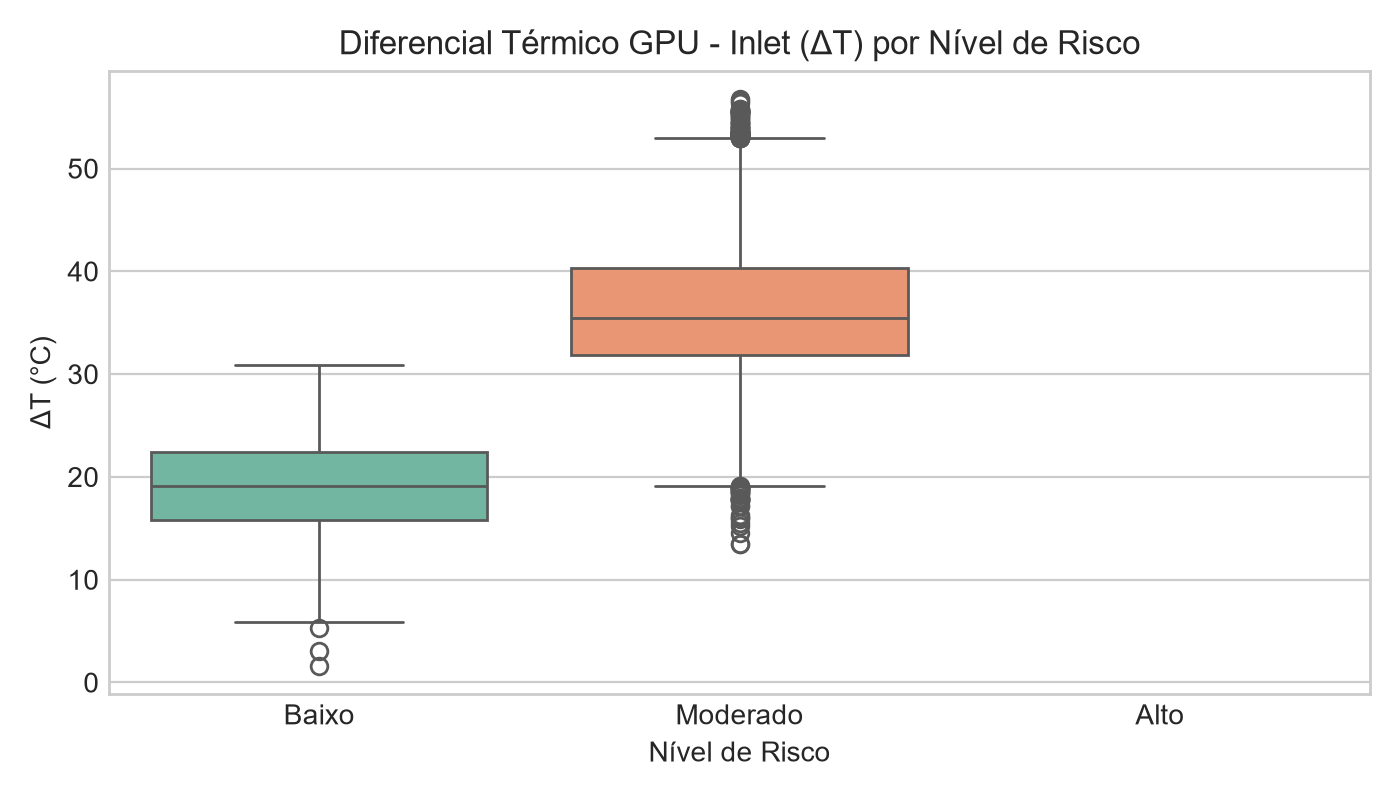 Diferencial Térmico GPU - Inlet (ΔT) por Nível de Risco
ΔT (°C)
50
40
30
20
10
0
Baixo Moderado Alto
Nível de Risco